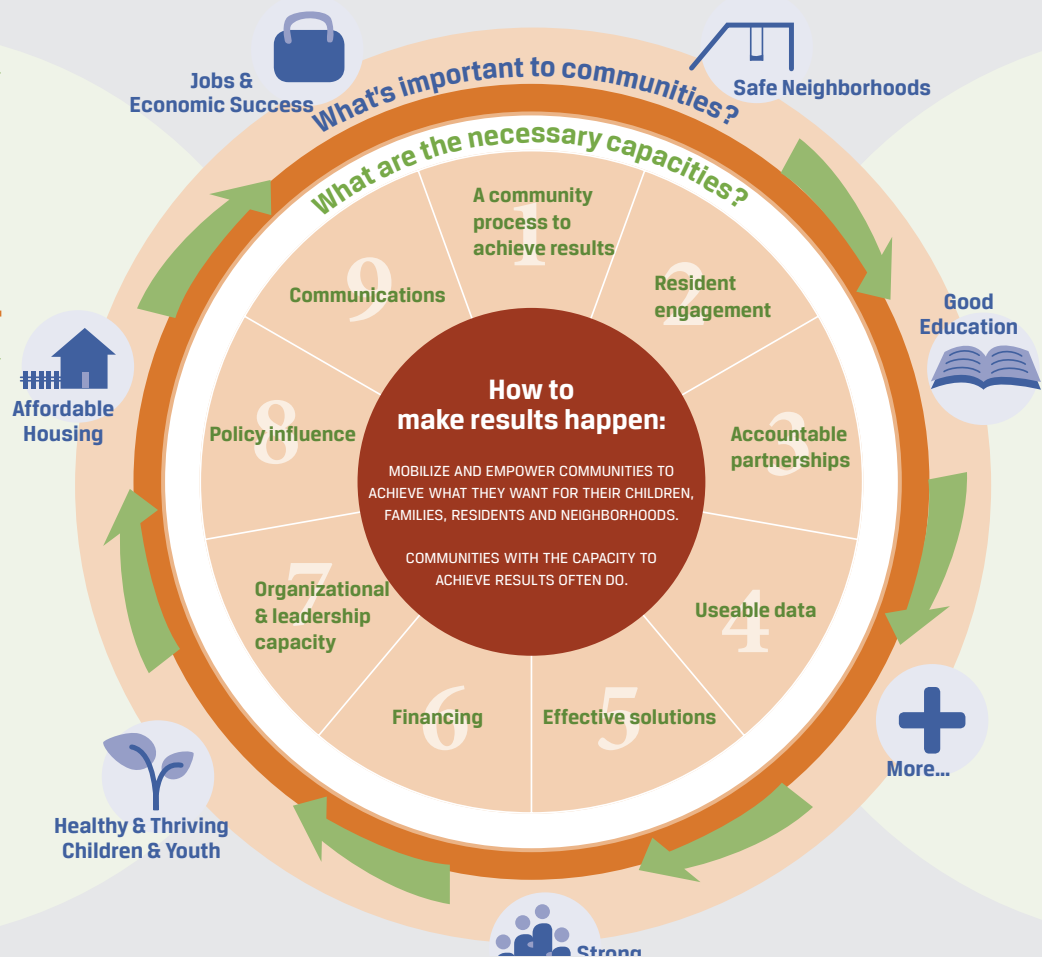 What's important to communities?
Jobs &
Economic Success
Safe Neighborhoods
Good
Education
More...
Strong
Healthy & Thriving
Children & Youth
Affordable
Housing
What are the necessary capacities?
1
A community
process to
achieve results
2
Resident
engagement
3
Accountable
partnerships
4
Useable data
5
Effective solutions
6
Financing
7
Organizational
& leadership
capacity
8
Policy influence
9
Communications
How to
make results happen:
MOBILIZE AND EMPOWER COMMUNITIES TO
ACHIEVE WHAT THEY WANT FOR THEIR CHILDREN,
FAMILIES, RESIDENTS AND NEIGHBORHOODS.
COMMUNITIES WITH THE CAPACITY TO
ACHIEVE RESULTS OFTEN DO.